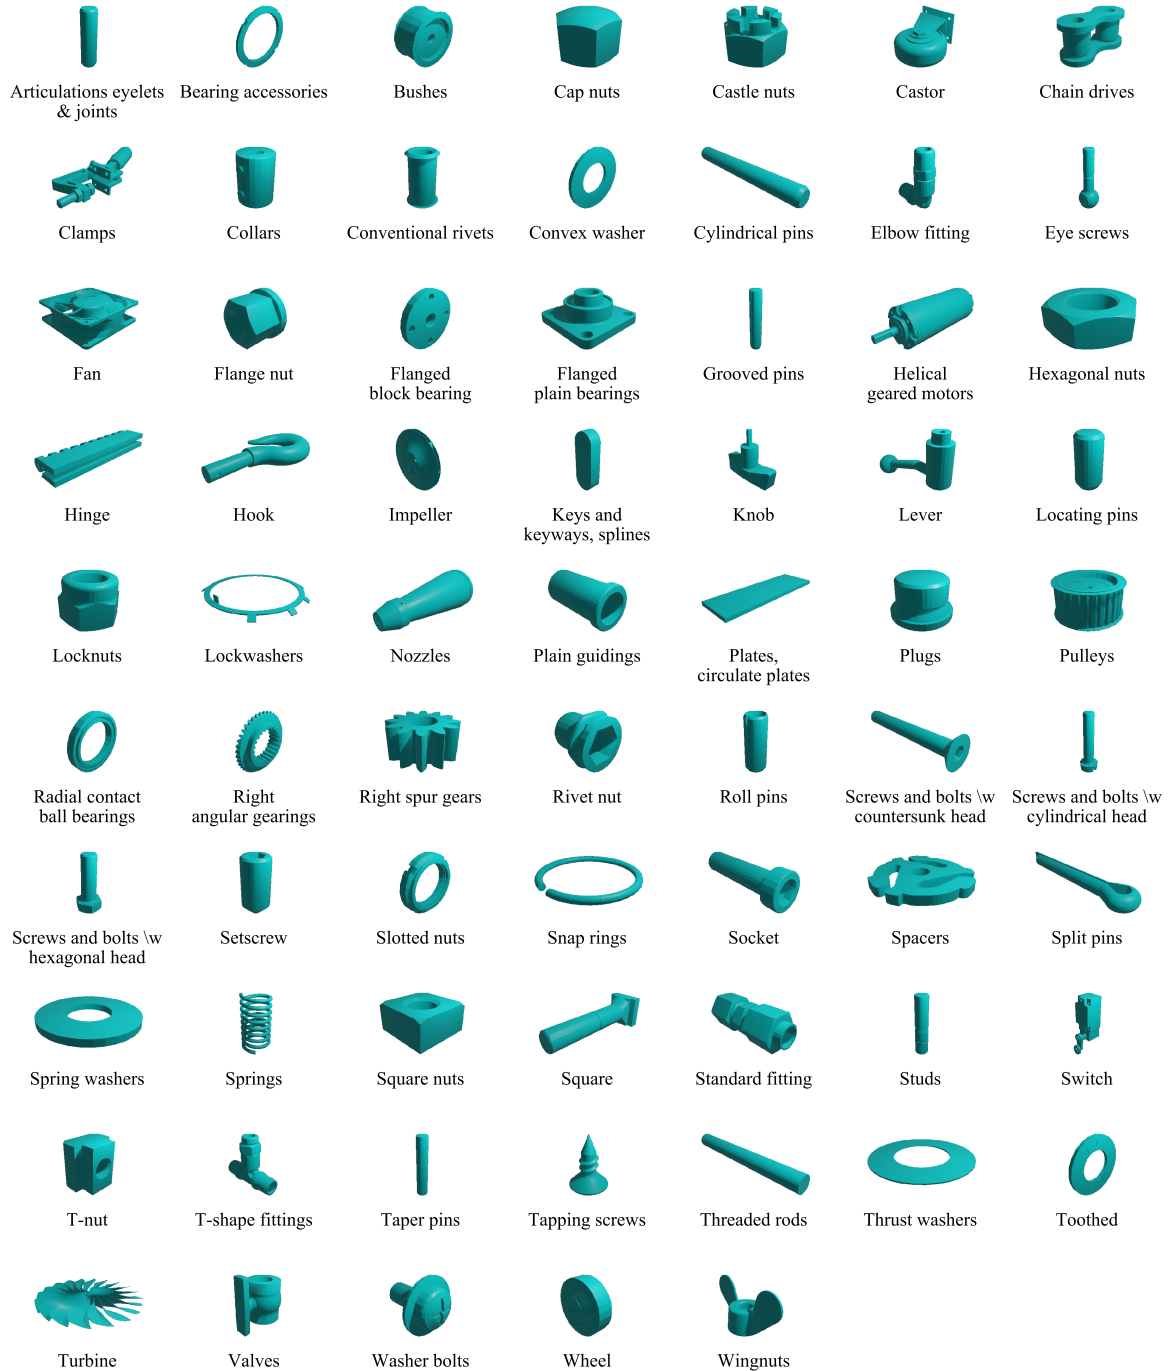 Articulations eyelets
& joints
Bearing accessories
Bushes
Cap nuts
Castle nuts
Castor
Chain drives
Clamps
Collars
Conventional rivets
Convex washer
Cylindrical pins
Elbow fitting
Eye screws
Fan
Flange nut
Flanged
block bearing
Flanged
plain bearings
Grooved pins
Helical
geared motors
Hexagonal nuts
Hinge
Hook
Impeller
Keys and
keyways, splines
Knob
Lever
Locating pins
Locknuts
Lockwashers
Nozzles
Plain guidings
Plates,
circulate plates
Plugs
Pulleys
Radial contact
ball bearings
Right
angular gearings
Right spur gears
Rivet nut
Roll pins
Screws and bolts \w
countersunk head
Screws and bolts \w
cylindrical head
Screws and bolts \w
hexagonal head
Setscrew
Slotted nuts
Snap rings
Socket
Spacers
Split pins
Spring washers
Springs
Square nuts
Square
Standard fitting
Studs
Switch
T-nut
T-shape fittings
Taper pins
Tapping screws
Threaded rods
Thrust washers
Toothed
Turbine
Valves
Washer bolts
Wheel
Wingnuts